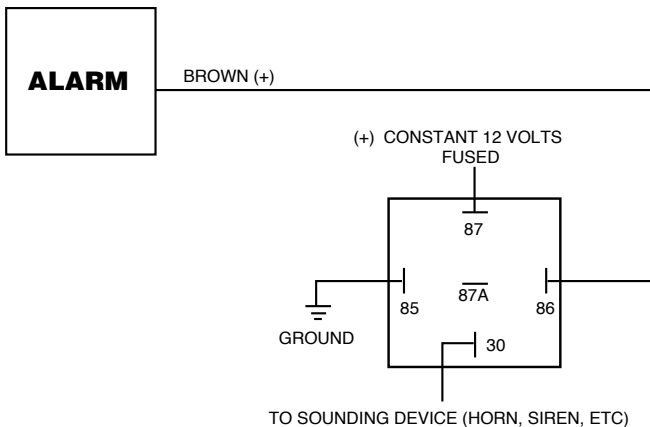 ALARM
BROWN (+)
(+) CONSTANT 12 VOLTS
FUSED
87
85
87A
86
GROUND
30
TO SOUNDING DEVICE (HORN, SIREN, ETC)